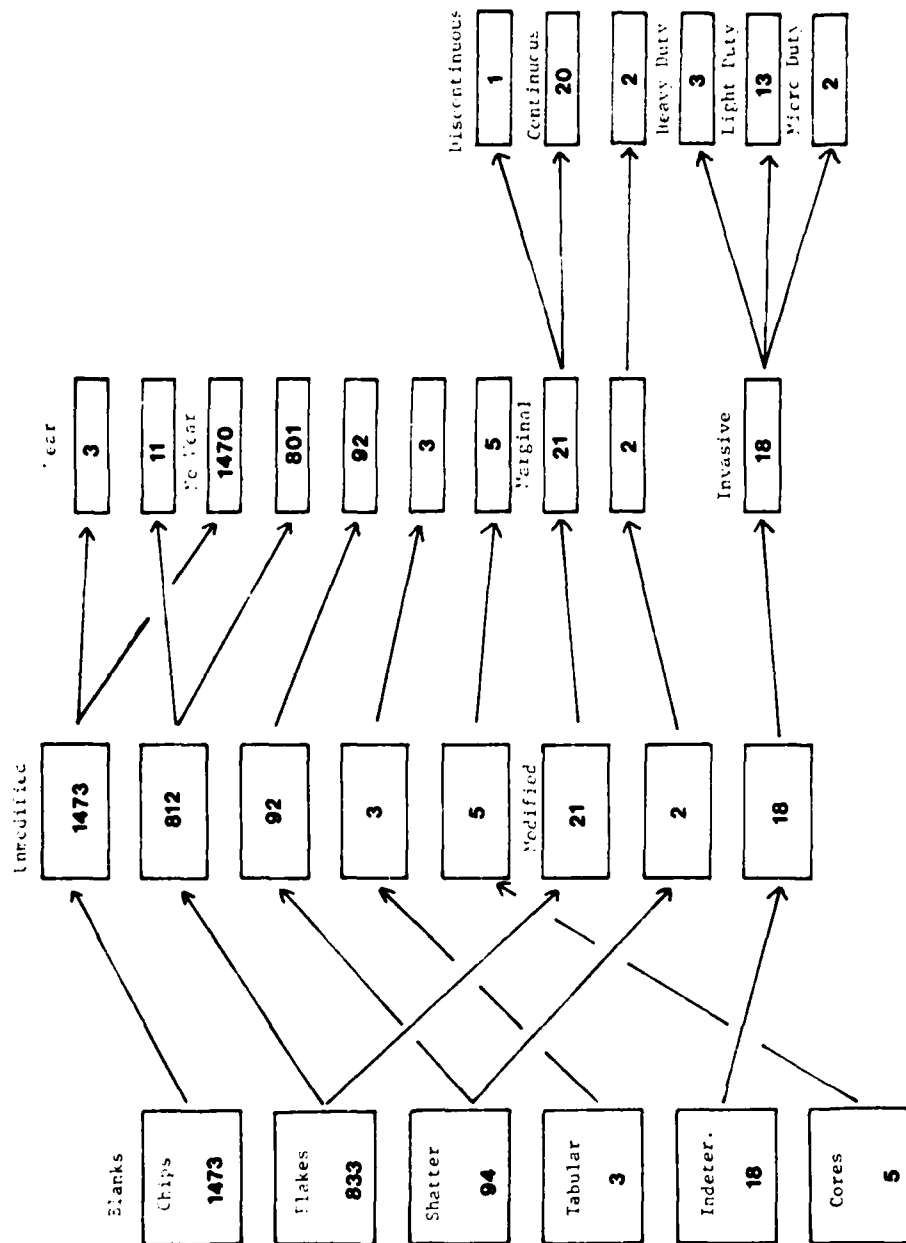 Blanks
Chips
1473
Flakes
833
Shatter
94
Tabular
3
Indeter.
18
Cores
5
Unmodified
1473
812
92
3
5
Modified
21
2
18
3
11
1470
801
92
3
5
Marginal
21
2
Invasive
18
Discontinuous
1
Continuous
20
2
Heavy Duty
3
Light Duty
13
Micro Duty
2